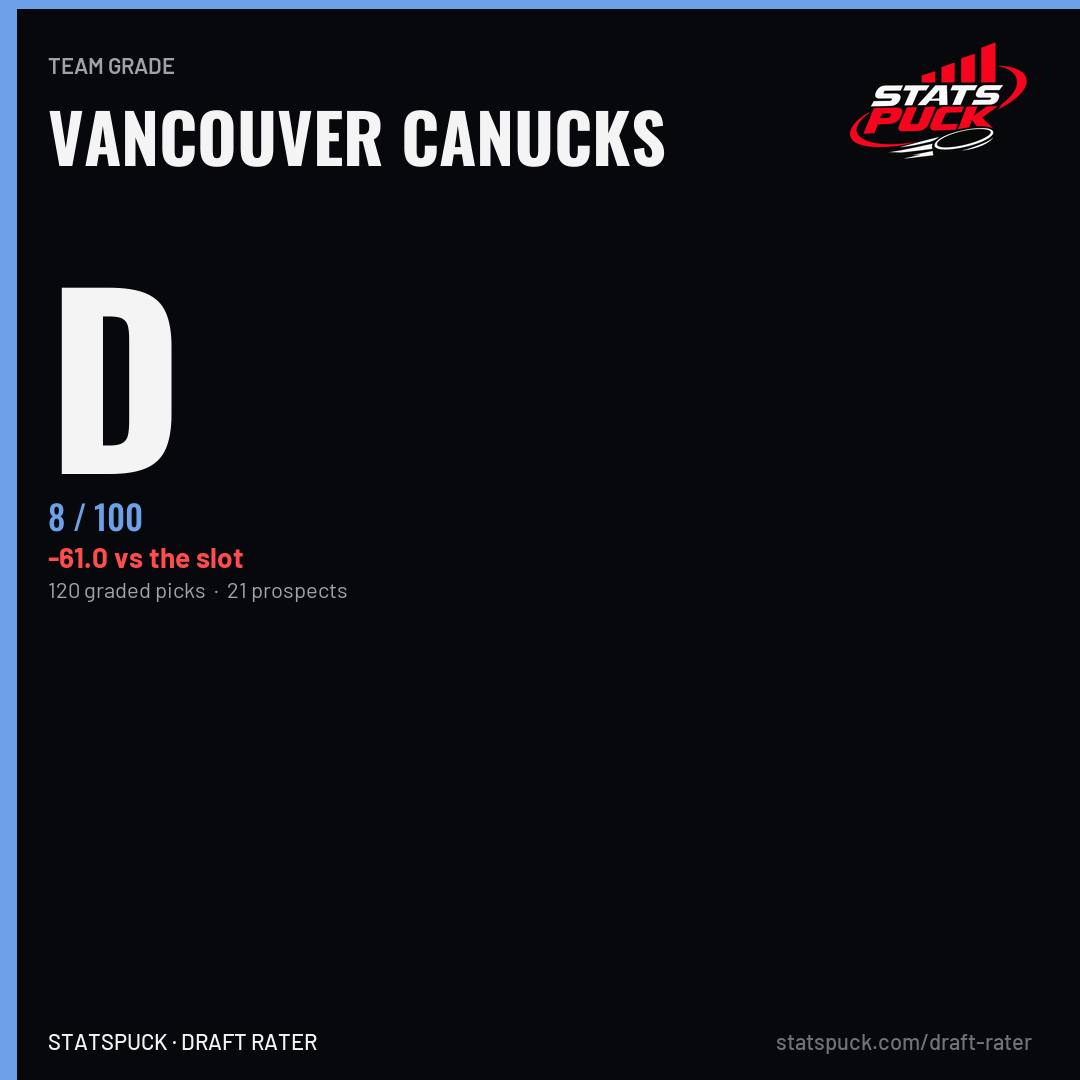 TEAM GRADE
VANCOUVER CANUCKS
STATS
PUCK
D
8 / 100
-61.0 vs the slot
120 graded picks · 21 prospects
STATSPUCK · DRAFT RATER
statspuck.com/draft-rater